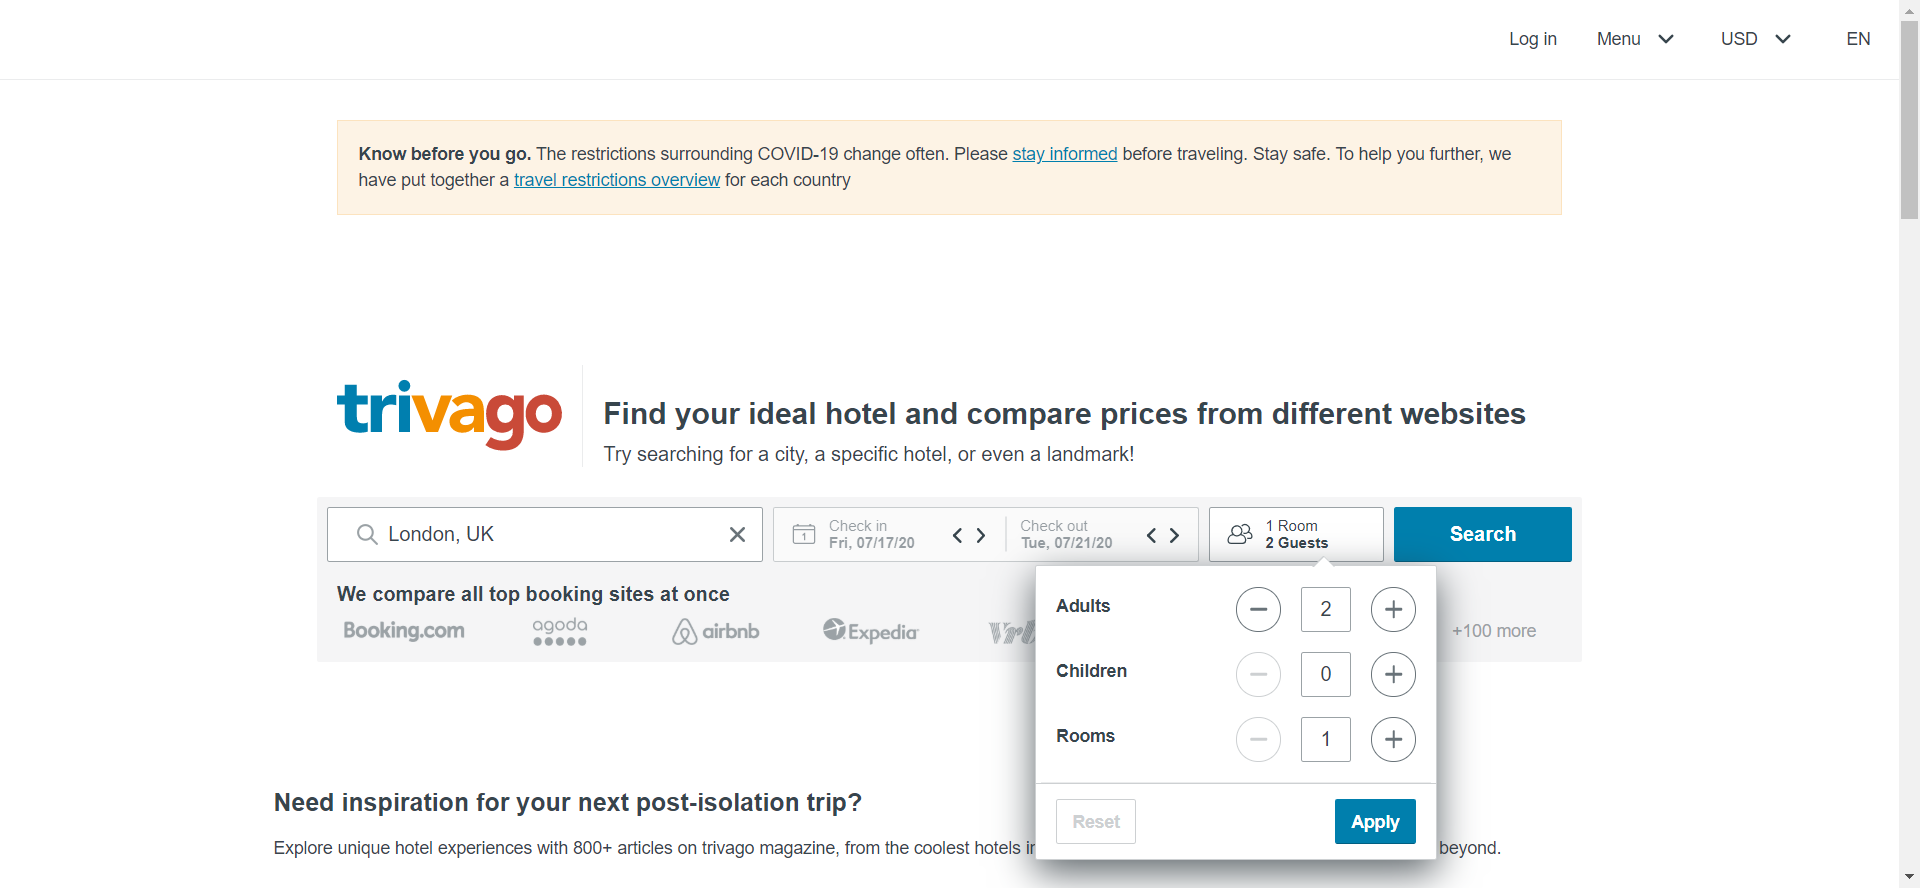 Log in Menu USD EN
Know before you go. The restrictions surrounding COVID-19 change often. Please stay informed before traveling. Stay safe. To help you further, we
have put together a travel restrictions overview for each country
trivago
Find your ideal hotel and compare prices from different websites
Try searching for a city, a specific hotel, or even a landmark!
London, UK
1
Check in
Fri, 07/17/20
Check out
Tue, 07/21/20
1 Room
2 Guests
Search
We compare all top booking sites at once
Booking.com agoda airbnb Expedia +100 more
Adults 2
Children 0
Rooms 1
Reset Apply
Need inspiration for your next post-isolation trip?
Explore unique hotel experiences with 800+ articles on trivago magazine, from the coolest hotels beyond.